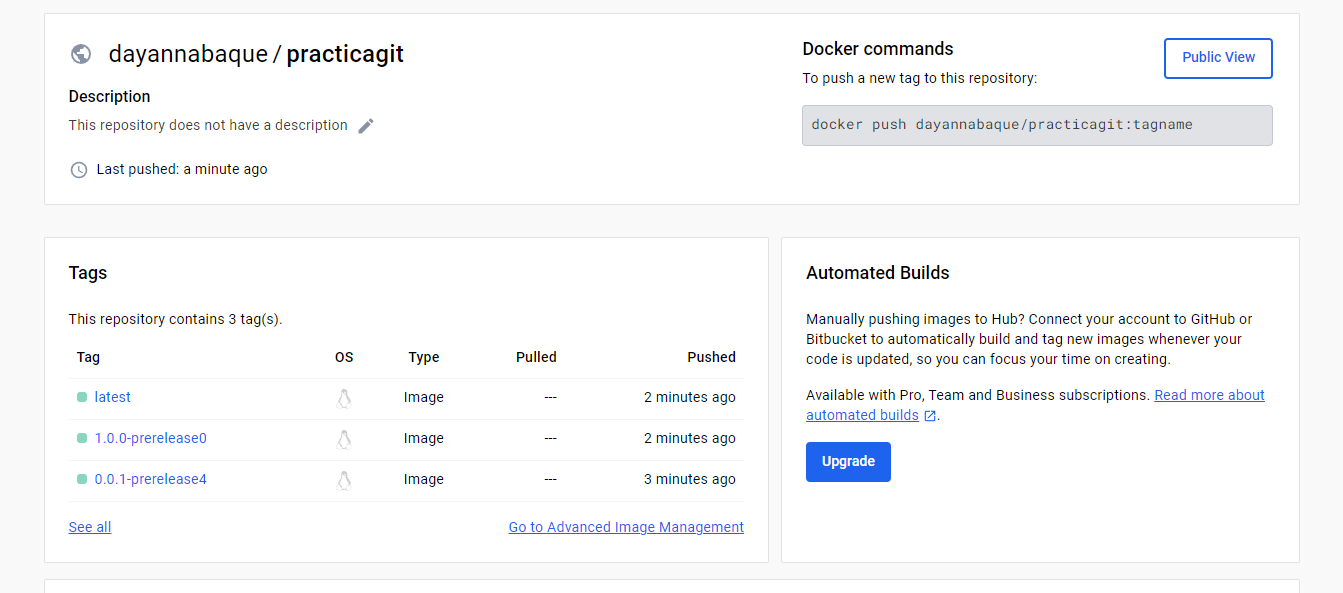 dayannabaque / practicagit
Description
This repository does not have a description
Last pushed: a minute ago
Docker commands
To push a new tag to this repository:
docker push dayannabaque/practicagit:tagname
Public View
Tags
This repository contains 3 tag(s).
Tag OS Type Pulled Pushed
latest Image --- 2 minutes ago
1.0.0-prerelease0 Image --- 2 minutes ago
0.0.1-prerelease4 Image --- 3 minutes ago
See all Go to Advanced Image Management
Automated Builds
Manually pushing images to Hub? Connect your account to GitHub or
Bitbucket to automatically build and tag new images whenever your
code is updated, so you can focus your time on creating.
Available with Pro, Team and Business subscriptions. Read more about
automated builds .
Upgrade